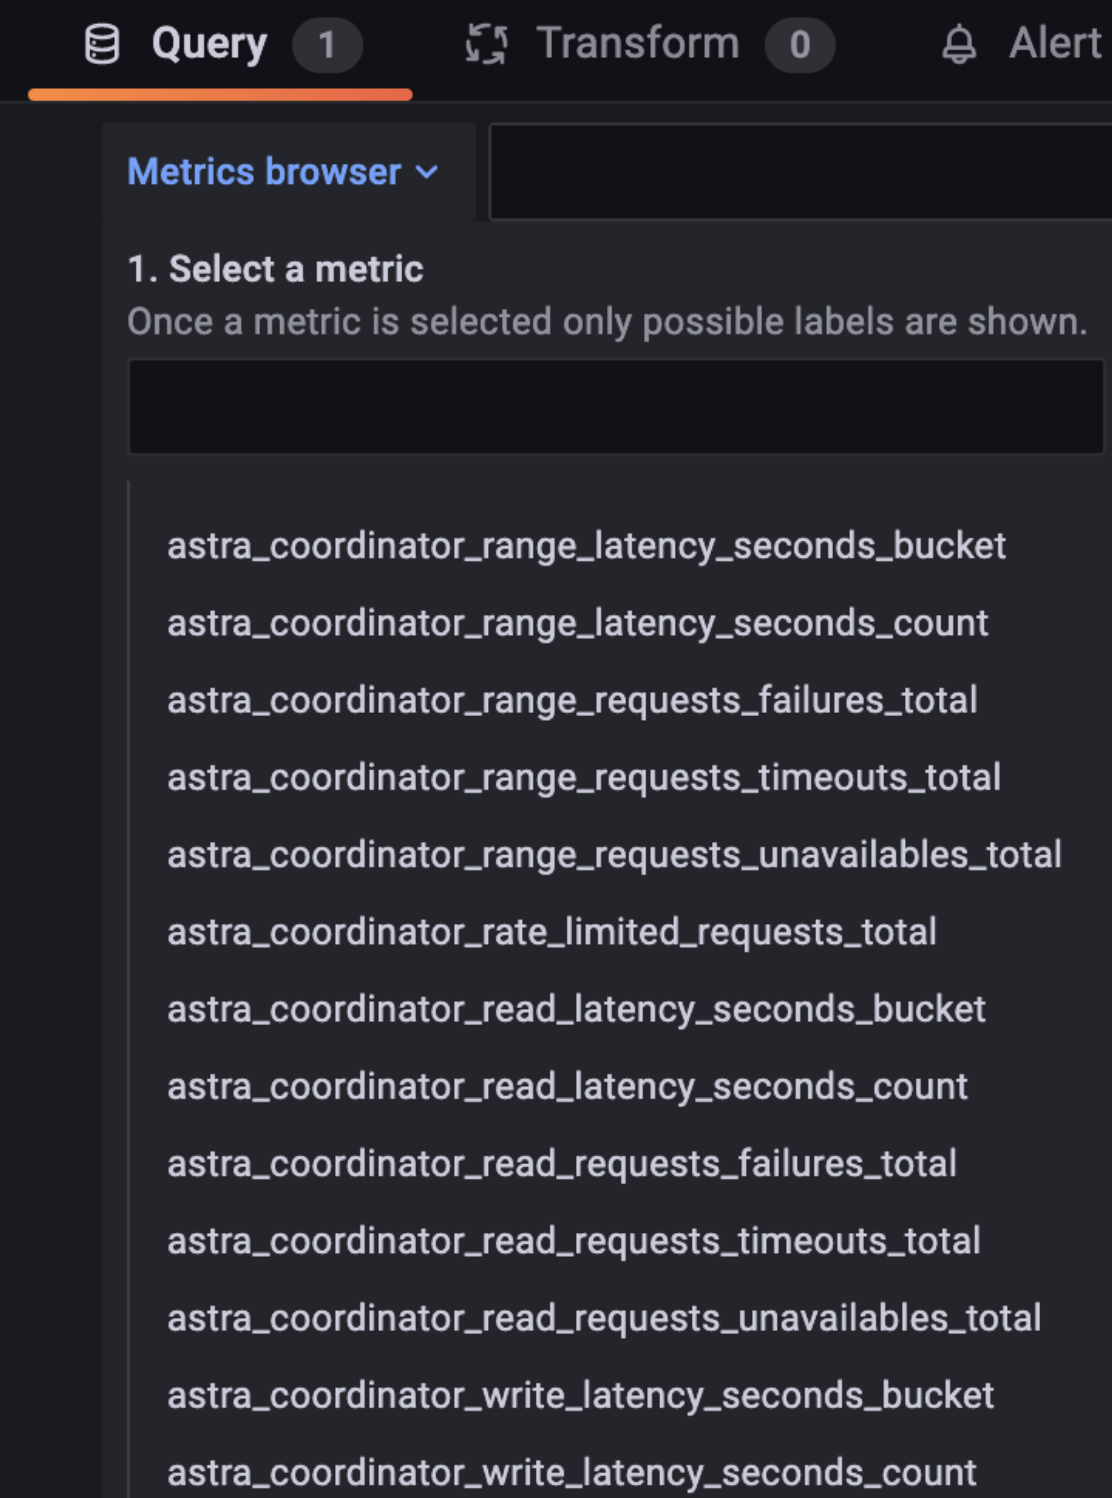 Query 1 Transform 0 Alert
Metrics browser
1. Select a metric
Once a metric is selected only possible labels are shown.
astra_coordinator_range_latency_seconds_bucket
astra_coordinator_range_latency_seconds_count
astra_coordinator_range_requests_failures_total
astra_coordinator_range_requests_timeouts_total
astra_coordinator_range_requests_unavailables_total
astra_coordinator_rate_limited_requests_total
astra_coordinator_read_latency_seconds_bucket
astra_coordinator_read_latency_seconds_count
astra_coordinator_read_requests_failures_total
astra_coordinator_read_requests_timeouts_total
astra_coordinator_read_requests_unavailables_total
astra_coordinator_write_latency_seconds_bucket
astra_coordinator_write_latency_seconds_count